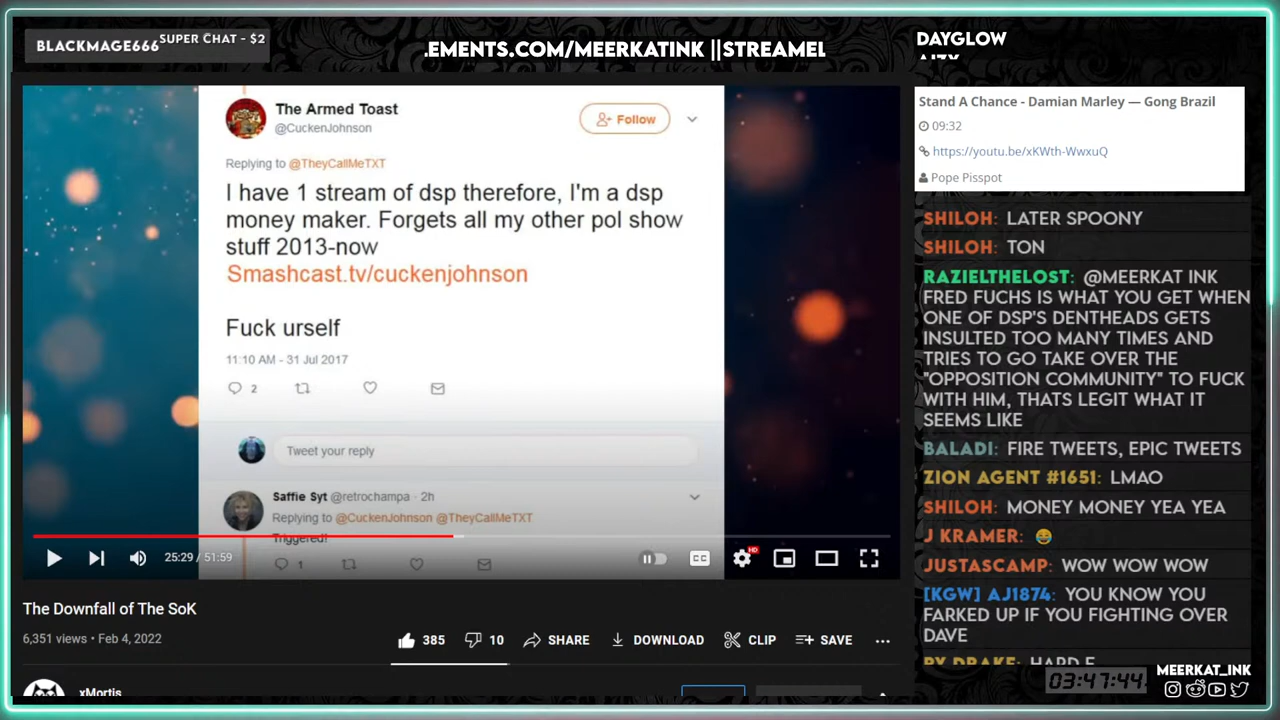 BLACKMAGE666 SUPER CHAT - $2
.EMENTS.COM/MEERKATINK ||STREAMEL
DAYGLOW
The Armed Toast
@CuckenJohnson
Follow
Replying to @TheyCallMeTXT
I have 1 stream of dsp therefore, I'm a dsp
money maker. Forgets all my other pol show
stuff 2013-now
Smashcast.tv/cuckenjohnson
Fuck urself
11:10 AM - 31 Jul 2017
2
Tweet your reply
Saffie Syt @retrochampa · 2h
Replying to @CuckenJohnson @TheyCallMeTXT
Triggered!
1
25:29 / 51:59
CC
HD
The Downfall of The SoK
6,351 views • Feb 4, 2022
385
10
SHARE
DOWNLOAD
CLIP
SAVE
xMortis
Stand A Chance - Damian Marley — Gong Brazil
09:32
https://youtu.be/xKWth-WwxuQ
Pope Pisspot
SHILOH: LATER SPOONY
SHILOH: TON
RAZIELTHELOST: @MEERKAT INK
FRED FUCHS IS WHAT YOU GET WHEN
ONE OF DSP'S DENTHEADS GETS
INSULTED TOO MANY TIMES AND
TRIES TO GO TAKE OVER THE
"OPPOSITION COMMUNITY" TO FUCK
WITH HIM, THATS LEGIT WHAT IT
SEEMS LIKE
BALADI: FIRE TWEETS, EPIC TWEETS
ZION AGENT #1651: LMAO
SHILOH: MONEY MONEY YEA YEA
J KRAMER: 😂
JUSTASCAMP: WOW WOW WOW
[KGW] AJ1874: YOU KNOW YOU
FARKED UP IF YOU FIGHTING OVER
DAVE
DRAKE: HARD
03:47:44
MEERKAT_INK